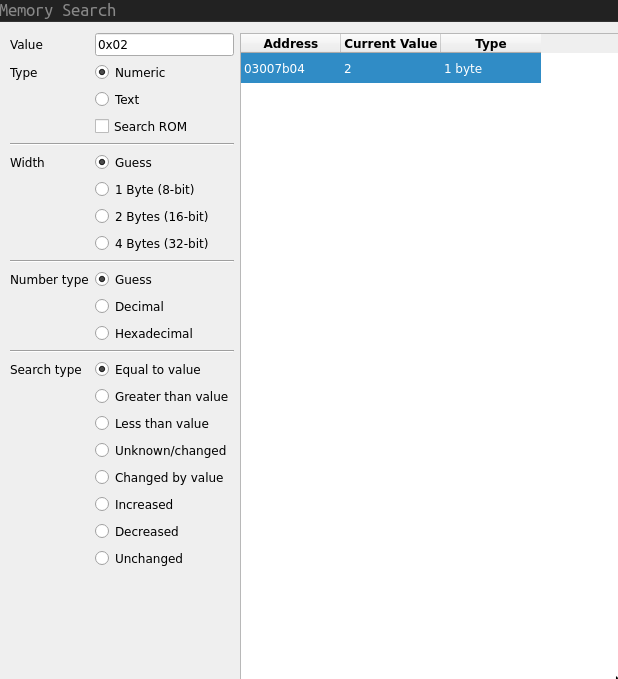 Memory Search
Value 0x02
Type Numeric
Text
Search ROM
Width Guess
1 Byte (8-bit)
2 Bytes (16-bit)
4 Bytes (32-bit)
Number type Guess
Decimal
Hexadecimal
Search type Equal to value
Greater than value
Less than value
Unknown/changed
Changed by value
Increased
Decreased
Unchanged
Address Current Value Type
03007b04 2 1 byte